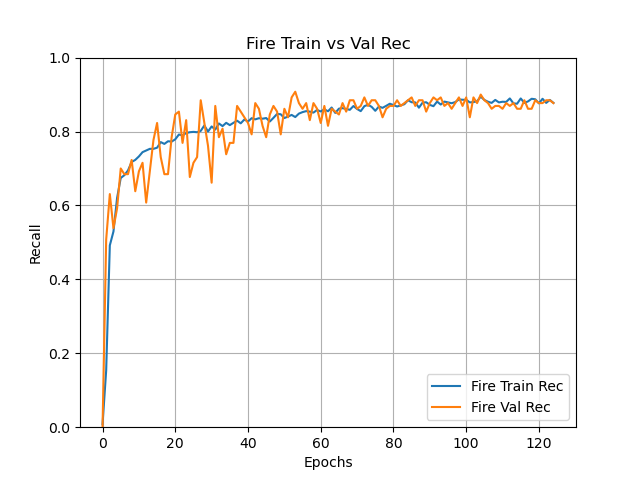 Fire Train vs Val Rec
1.0
0.8
0.6
0.4
0.2
0.0
Recall
0 20 40 60 80 100 120
Epochs
Fire Train Rec
Fire Val Rec